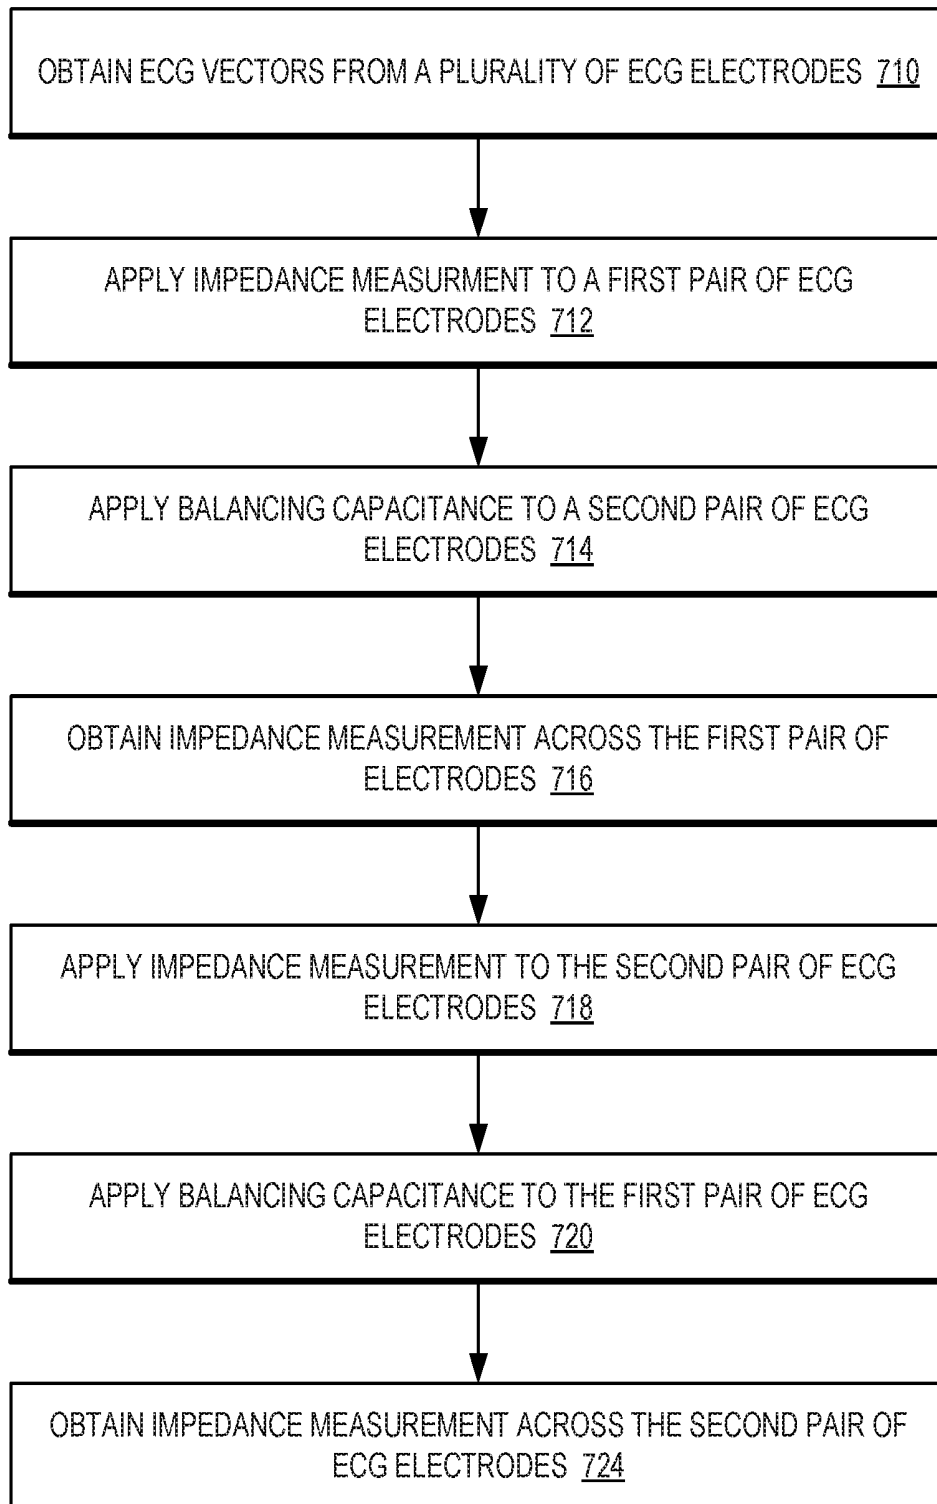 OBTAIN ECG VECTORS FROM A PLURALITY OF ECG ELECTRODES 710
APPLY IMPEDANCE MEASURMENT TO A FIRST PAIR OF ECG
ELECTRODES 712
APPLY BALANCING CAPACITANCE TO A SECOND PAIR OF ECG
ELECTRODES 714
OBTAIN IMPEDANCE MEASUREMENT ACROSS THE FIRST PAIR OF
ELECTRODES 716
APPLY IMPEDANCE MEASUREMENT TO THE SECOND PAIR OF ECG
ELECTRODES 718
APPLY BALANCING CAPACITANCE TO THE FIRST PAIR OF ECG
ELECTRODES 720
OBTAIN IMPEDANCE MEASUREMENT ACROSS THE SECOND PAIR OF
ECG ELECTRODES 724